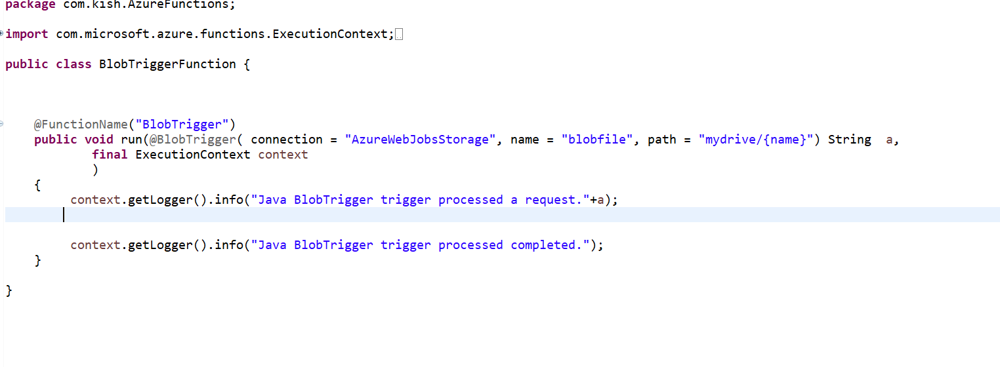 package com.kish.AzureFunctions;
import com.microsoft.azure.functions.ExecutionContext;
public class BlobTriggerFunction {
@FunctionName("BlobTrigger")
public void run(@BlobTrigger( connection = "AzureWebJobsStorage", name = "blobfile", path = "mydrive/{name}") String  a,
final ExecutionContext context
)
{
context.getLogger().info("Java BlobTrigger trigger processed a request."+a);
context.getLogger().info("Java BlobTrigger trigger processed completed.");
}
}